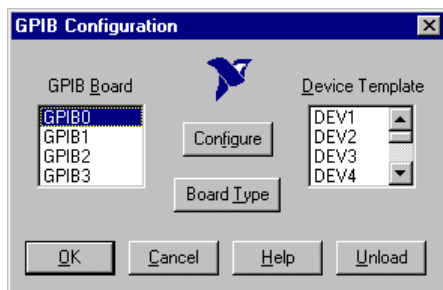 GPIB Configuration
GPIB Board
Device Template
GPIB0
GPIB1
GPIB2
GPIB3
Configure
Board Type
DEV1
DEV2
DEV3
DEV4
OK
Cancel
Help
Unload